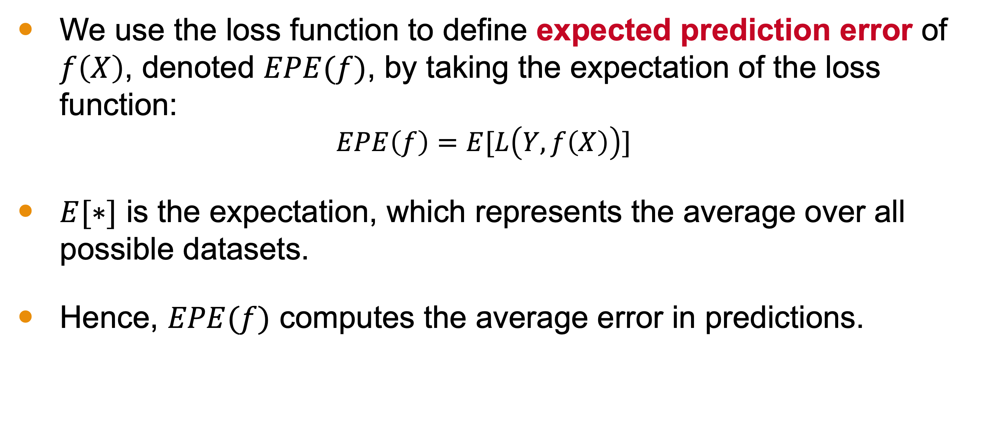 • We use the loss function to define expected prediction error of
f(X), denoted EPE(f), by taking the expectation of the loss
function:
EPE(f) = E[L(Y, f(X))]
• E[∗] is the expectation, which represents the average over all
possible datasets.
• Hence, EPE(f) computes the average error in predictions.